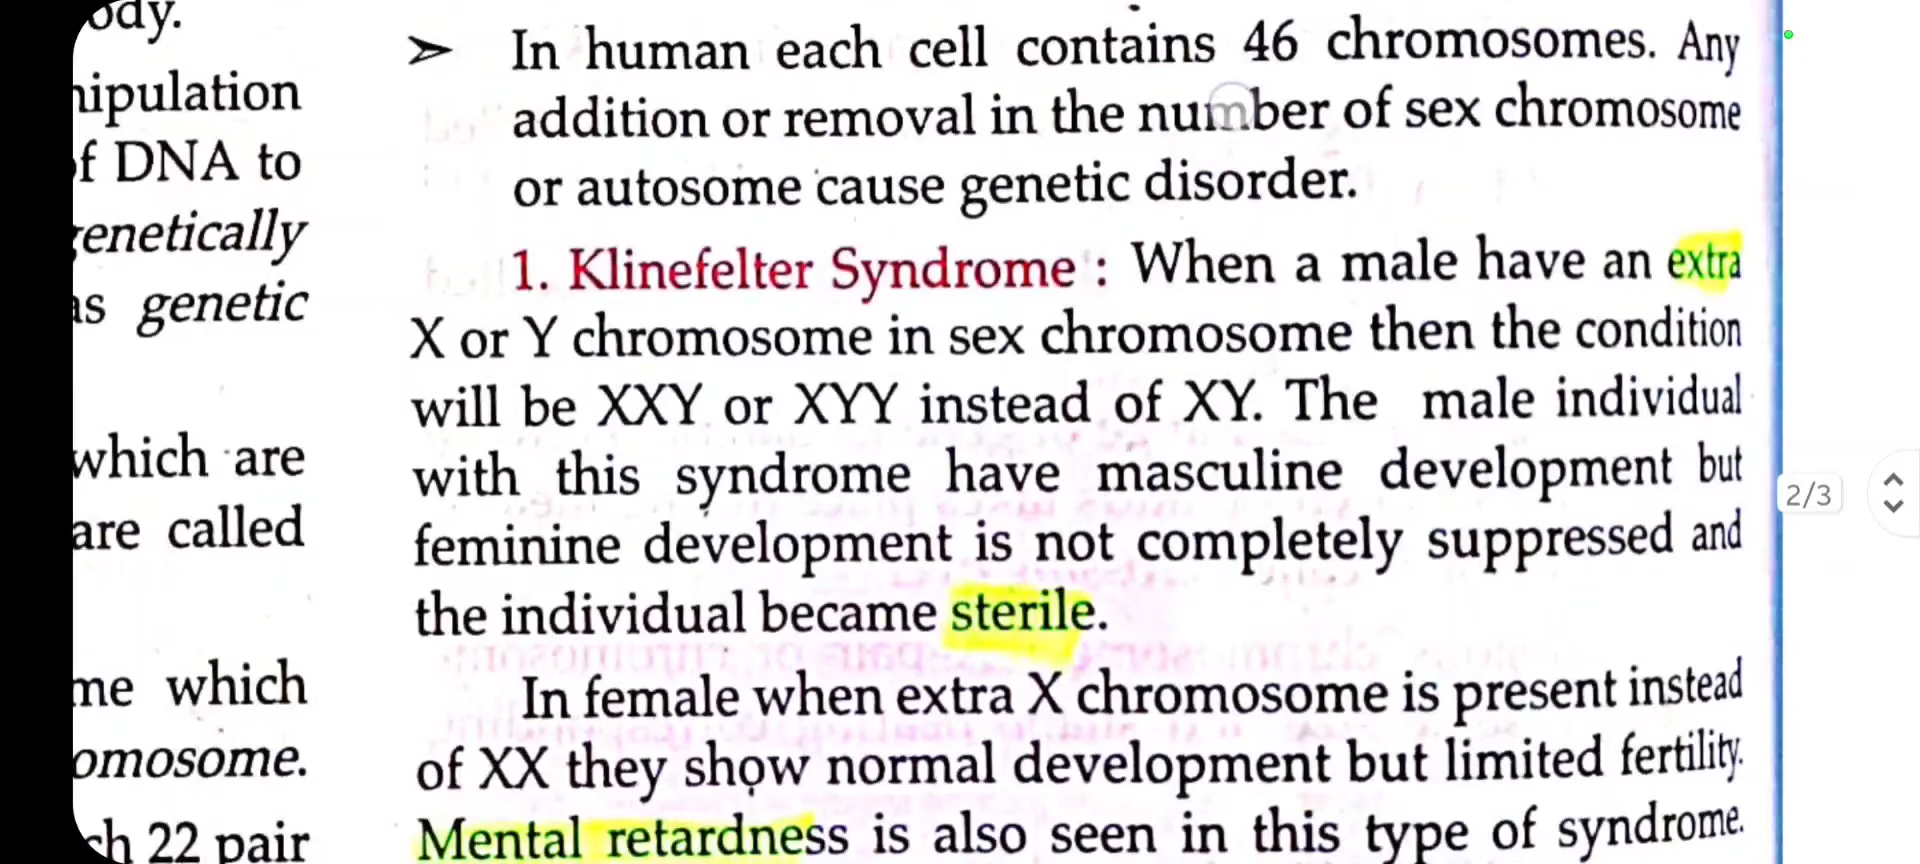 ody.
nipulation
f DNA to
genetically
as genetic
which are
are called
me which
omosome.
ch 22 pair
➢ In human each cell contains 46 chromosomes. Any
addition or removal in the number of sex chromosome
or autosome cause genetic disorder.
1. Klinefelter Syndrome : When a male have an extra
X or Y chromosome in sex chromosome then the condition
will be XXY or XYY instead of XY. The male individual
with this syndrome have masculine development but
feminine development is not completely suppressed and
the individual became sterile.
In female when extra X chromosome is present instead
of XX they show normal development but limited fertility.
Mental retardness is also seen in this type of syndrome.
2/3